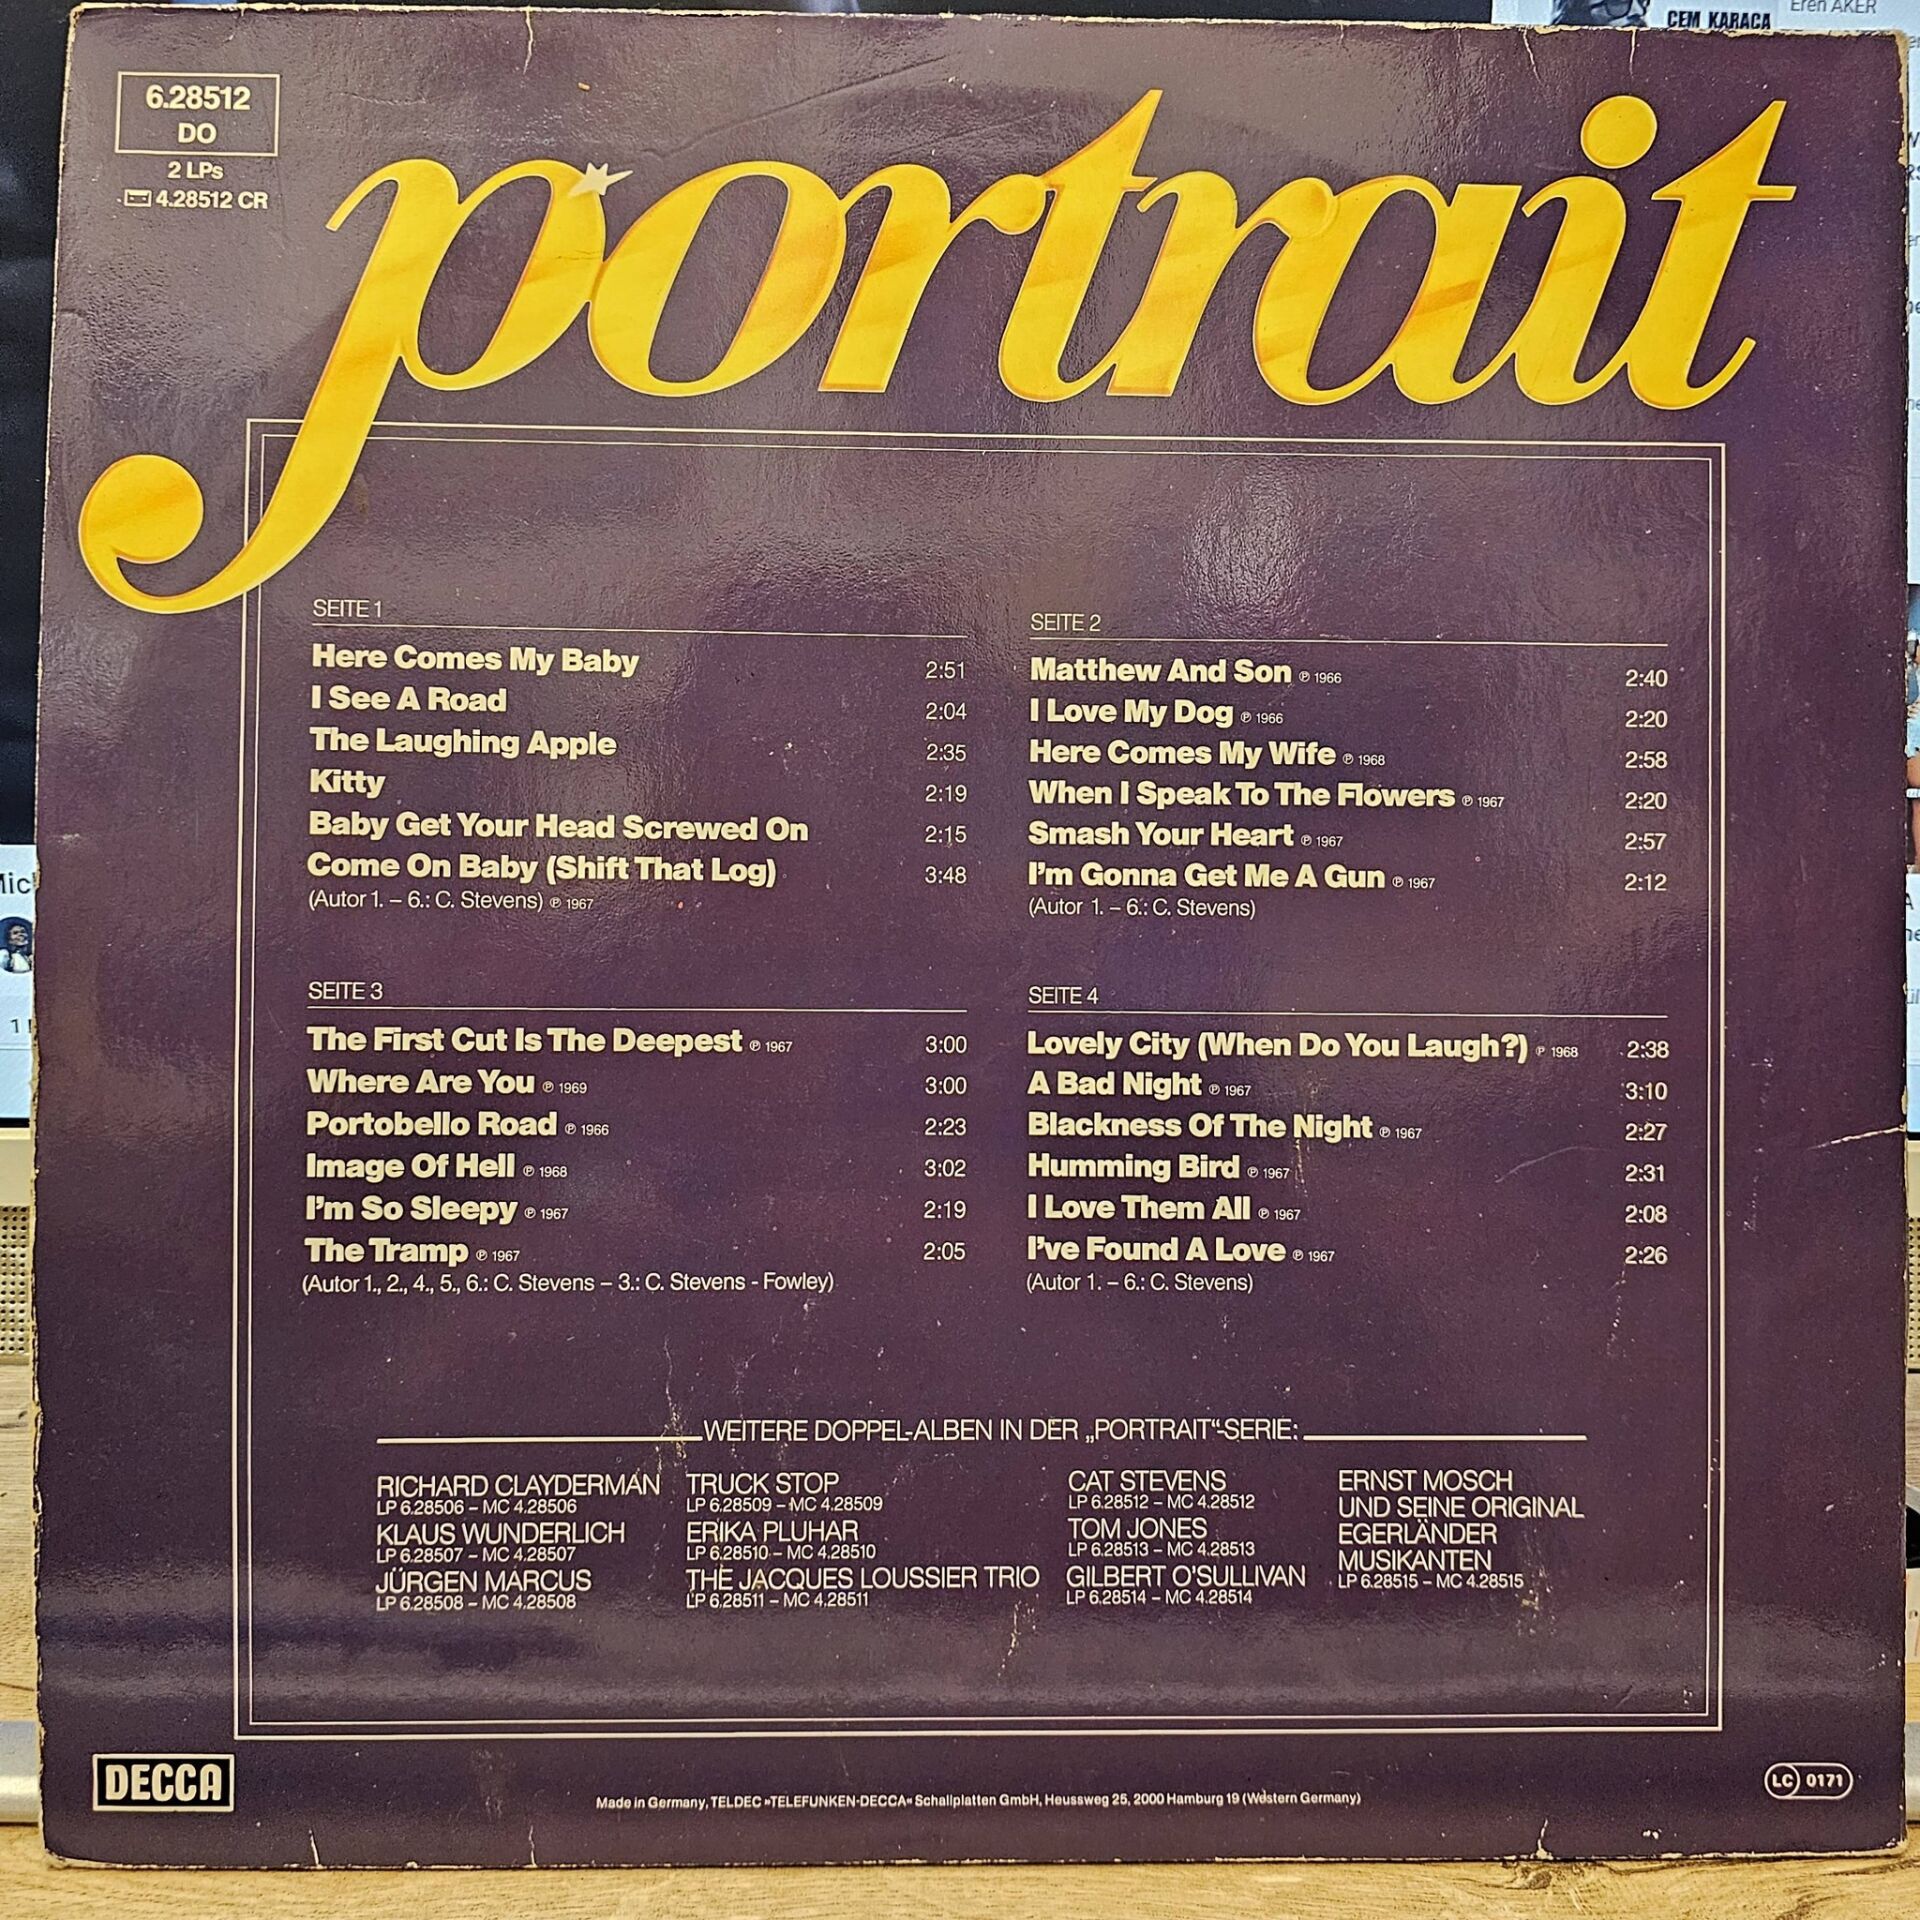 CEM KARACA
Eren AKER
6.28512
DO
2 LPs
4.28512 CR
portrait
SEITE 1
Here Comes My Baby 2:51
I See A Road 2:04
The Laughing Apple 2:35
Kitty 2:19
Baby Get Your Head Screwed On 2:15
Come On Baby (Shift That Log) 3:48
(Autor 1. – 6.: C. Stevens) ℗ 1967
SEITE 2
Matthew And Son ℗ 1966 2:40
I Love My Dog ℗ 1966 2:20
Here Comes My Wife ℗ 1968 2:58
When I Speak To The Flowers ℗ 1967 2:20
Smash Your Heart ℗ 1967 2:57
I'm Gonna Get Me A Gun ℗ 1967 2:12
(Autor 1. – 6.: C. Stevens)
SEITE 3
The First Cut Is The Deepest ℗ 1967 3:00
Where Are You ℗ 1969 3:00
Portobello Road ℗ 1966 2:23
Image Of Hell ℗ 1968 3:02
I'm So Sleepy ℗ 1967 2:19
The Tramp ℗ 1967 2:05
(Autor 1., 2., 4., 5., 6.: C. Stevens – 3.: C. Stevens - Fowley)
SEITE 4
Lovely City (When Do You Laugh?) ℗ 1968 2:38
A Bad Night ℗ 1967 3:10
Blackness Of The Night ℗ 1967 2:27
Humming Bird ℗ 1967 2:31
I Love Them All ℗ 1967 2:08
I've Found A Love ℗ 1967 2:26
(Autor 1. – 6.: C. Stevens)
WEITERE DOPPEL-ALBEN IN DER „PORTRAIT“-SERIE:
RICHARD CLAYDERMAN
LP 6.28506 – MC 4.28506
KLAUS WUNDERLICH
LP 6.28507 – MC 4.28507
JÜRGEN MARCUS
LP 6.28508 – MC 4.28508
TRUCK STOP
LP 6.28509 – MC 4.28509
ERIKA PLUHAR
LP 6.28510 – MC 4.28510
THE JACQUES LOUSSIER TRIO
LP 6.28511 – MC 4.28511
CAT STEVENS
LP 6.28512 – MC 4.28512
TOM JONES
LP 6.28513 – MC 4.28513
GILBERT O'SULLIVAN
LP 6.28514 – MC 4.28514
ERNST MOSCH
UND SEINE ORIGINAL
EGERLÄNDER
MUSIKANTEN
LP 6.28515 – MC 4.28515
DECCA
Made in Germany, TELDEC »TELEFUNKEN-DECCA« Schallplatten GmbH, Heussweg 25, 2000 Hamburg 19 (Western Germany)
LC 0171